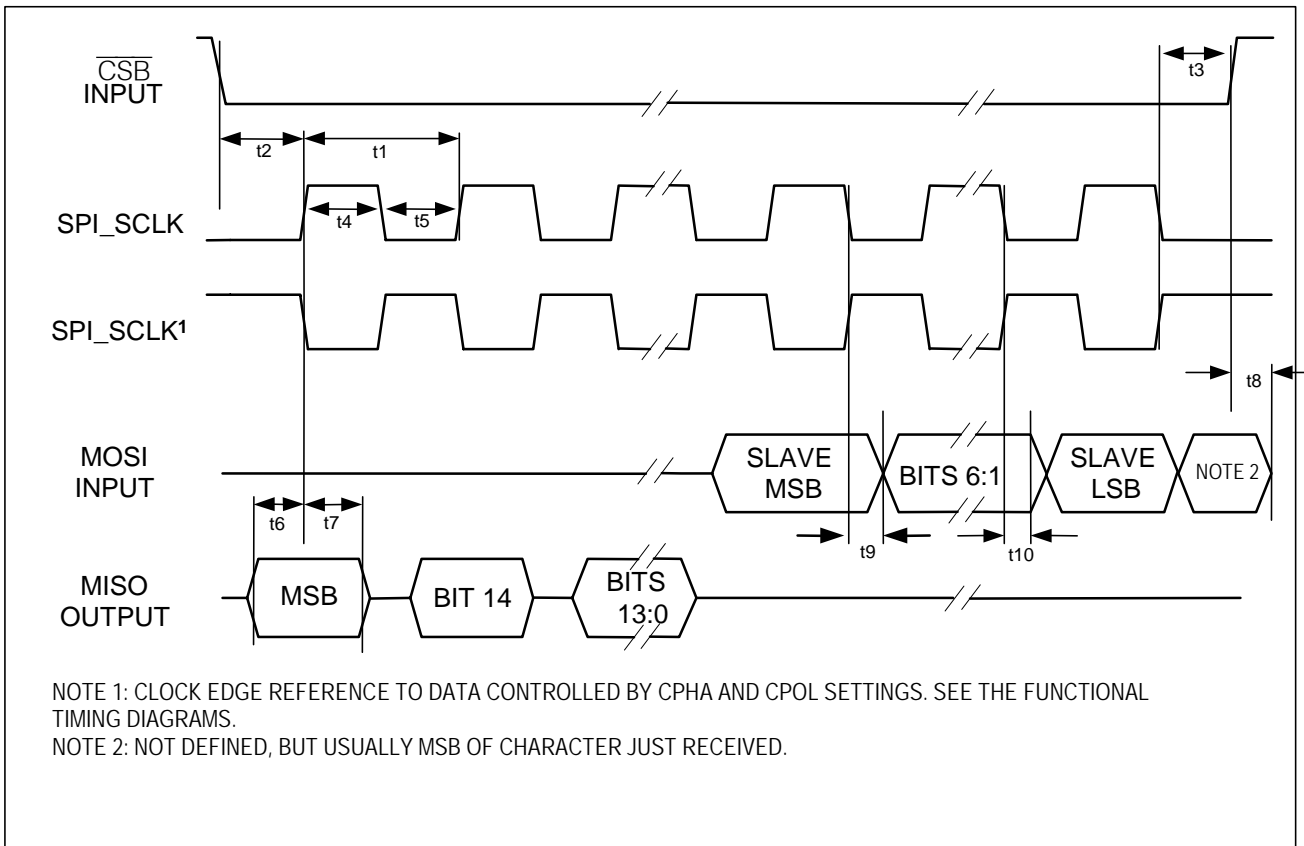 CSB
INPUT
t3
t2
t1
SPI_SCLK
t4
t5
SPI_SCLK¹
t8
MOSI
INPUT
SLAVE
MSB
BITS 6:1
SLAVE
LSB
NOTE 2
t6
t7
t9
t10
MISO
OUTPUT
MSB
BIT 14
BITS
13:0
NOTE 1: CLOCK EDGE REFERENCE TO DATA CONTROLLED BY CPHA AND CPOL SETTINGS. SEE THE FUNCTIONAL
TIMING DIAGRAMS.
NOTE 2: NOT DEFINED, BUT USUALLY MSB OF CHARACTER JUST RECEIVED.